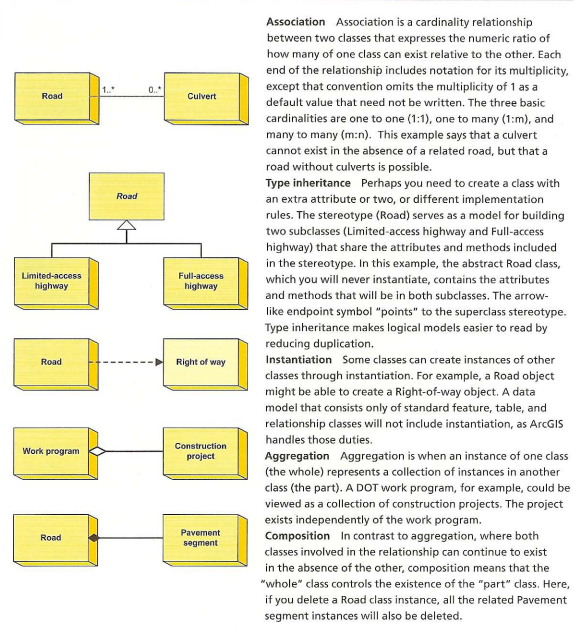 Association Association is a cardinality relationship
between two classes that expresses the numeric ratio of
how many of one class can exist relative to the other. Each
end of the relationship includes notation for its multiplicity,
except that convention omits the multiplicity of 1 as a
default value that need not be written. The three basic
cardinalities are one to one (1:1), one to many (1:m), and
many to many (m:n). This example says that a culvert
cannot exist in the absence of a related road, but that a
road without culverts is possible.
Road 1..* 0..* Culvert
Type inheritance Perhaps you need to create a class with
an extra attribute or two, or different implementation
rules. The stereotype (Road) serves as a model for building
two subclasses (Limited-access highway and Full-access
highway) that share the attributes and methods included
in the stereotype. In this example, the abstract Road class,
which you will never instantiate, contains the attributes
and methods that will be in both subclasses. The arrow-
like endpoint symbol "points" to the superclass stereotype.
Type inheritance makes logical models easier to read by
reducing duplication.
Road
Limited-access
highway
Full-access
highway
Instantiation Some classes can create instances of other
classes through instantiation. For example, a Road object
might be able to create a Right-of-way object. A data
model that consists only of standard feature, table, and
relationship classes will not include instantiation, as ArcGIS
handles those duties.
Road Right of way
Aggregation Aggregation is when an instance of one class
(the whole) represents a collection of instances in another
class (the part). A DOT work program, for example, could be
viewed as a collection of construction projects. The project
exists independently of the work program.
Work program
Construction
project
Composition In contrast to aggregation, where both
classes involved in the relationship can continue to exist
in the absence of the other, composition means that the
"whole" class controls the existence of the "part" class. Here,
if you delete a Road class instance, all the related Pavement
segment instances will also be deleted.
Road
Pavement
segment